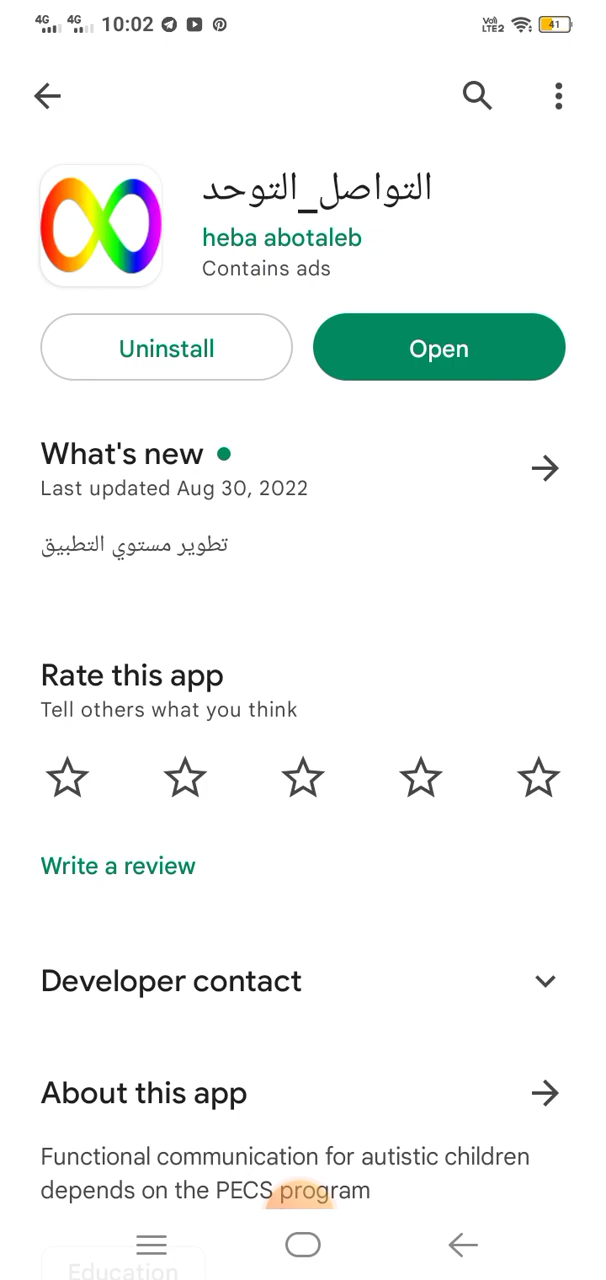 4G 4G 10:02 Vo) LTE2 41
التواصل_التوحد
heba abotaleb
Contains ads
Uninstall Open
What's new
Last updated Aug 30, 2022
تطوير مستوي التطبيق
Rate this app
Tell others what you think
Write a review
Developer contact
About this app
Functional communication for autistic children
depends on the PECS program
Education